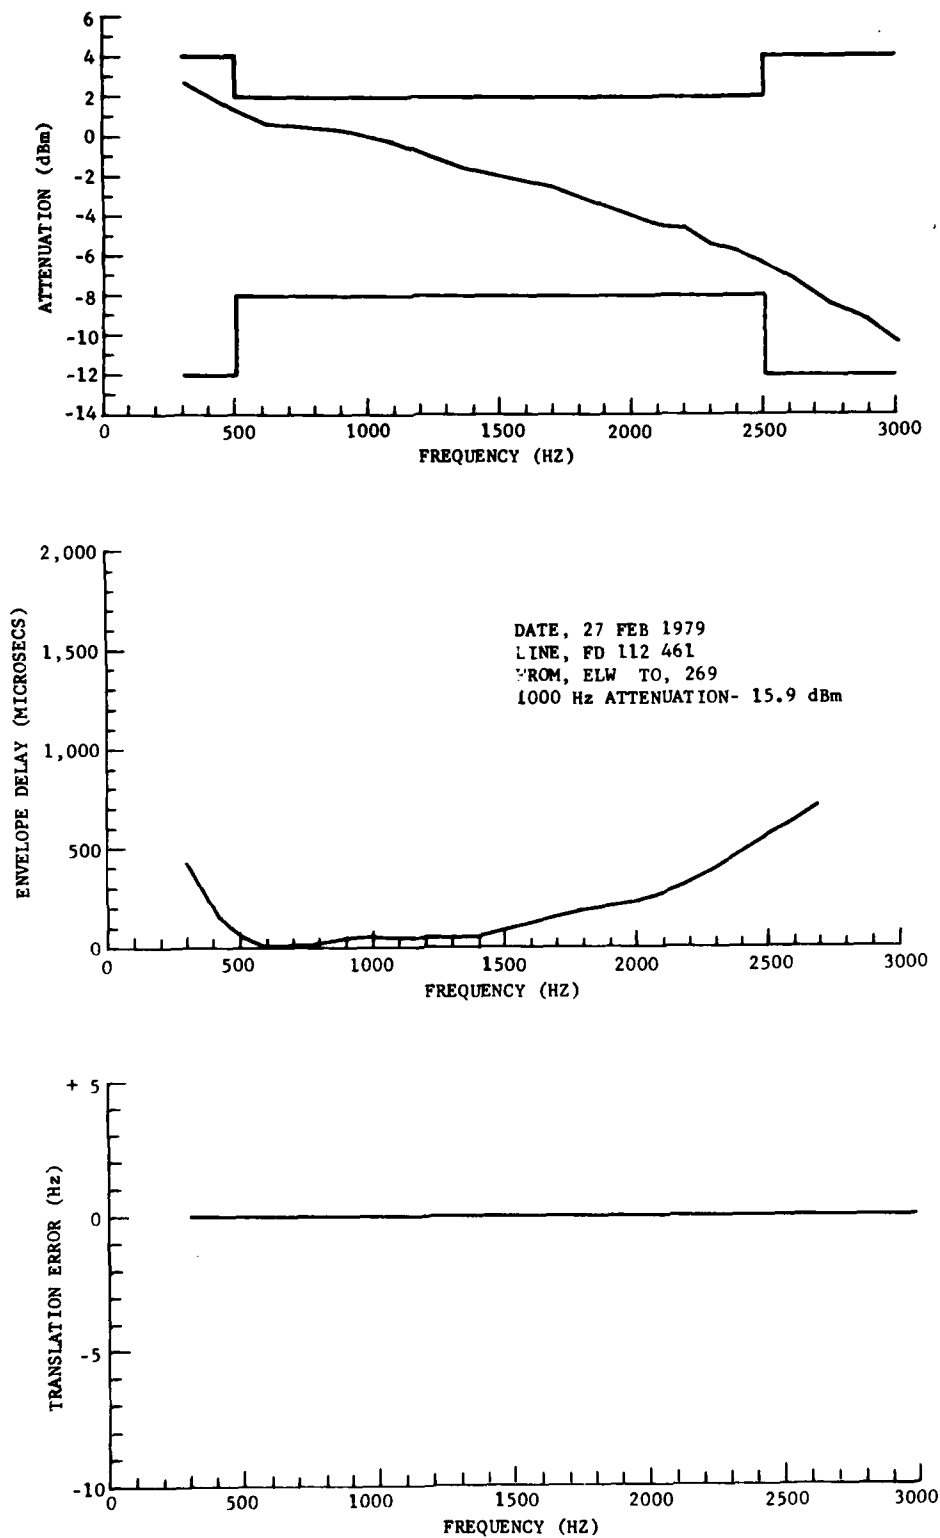 6
4
2
0
-2
-4
-6
-8
-10
-12
-14
ATTENUATION (dBm)
0 500 1000 1500 2000 2500 3000
FREQUENCY (HZ)
2,000
1,500
1,000
500
0
ENVELOPE DELAY (MICROSECS)
DATE, 27 FEB 1979
LINE, FD 112 461
FROM, ELW TO, 269
1000 Hz ATTENUATION- 15.9 dBm
0 500 1000 1500 2000 2500 3000
FREQUENCY (HZ)
+ 5
0
-5
-10
TRANSLATION ERROR (Hz)
0 500 1000 1500 2000 2500 3000
FREQUENCY (HZ)